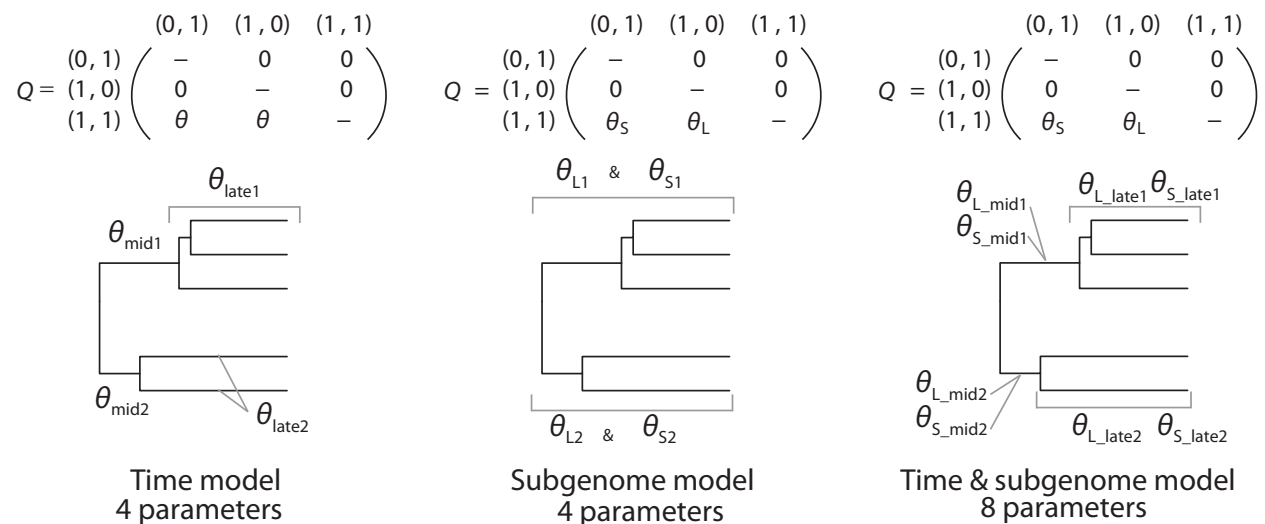 (0, 1) (1, 0) (1, 1)
(0, 1) – 0 0
Q = (1, 0) 0 – 0
(1, 1) θ θ –
θlate1
θmid1
θmid2
θlate2
Time model
4 parameters
(0, 1) (1, 0) (1, 1)
(0, 1) – 0 0
Q = (1, 0) 0 – 0
(1, 1) θS θL –
θL1 & θS1
θL2 & θS2
Subgenome model
4 parameters
(0, 1) (1, 0) (1, 1)
(0, 1) – 0 0
Q = (1, 0) 0 – 0
(1, 1) θS θL –
θL_mid1
θS_mid1
θL_late1 θS_late1
θL_mid2
θS_mid2
θL_late2 θS_late2
Time & subgenome model
8 parameters